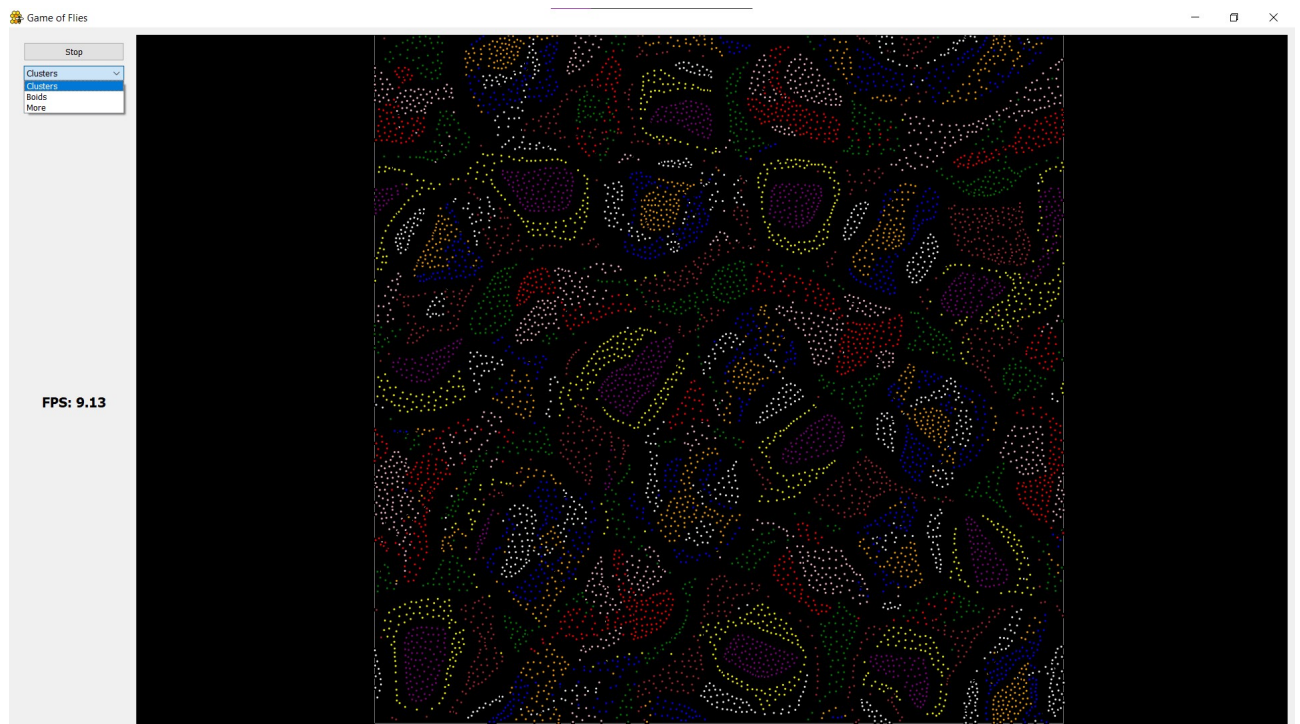 Game of Flies
Stop
Clusters
Clusters
Boids
More
FPS: 9.13